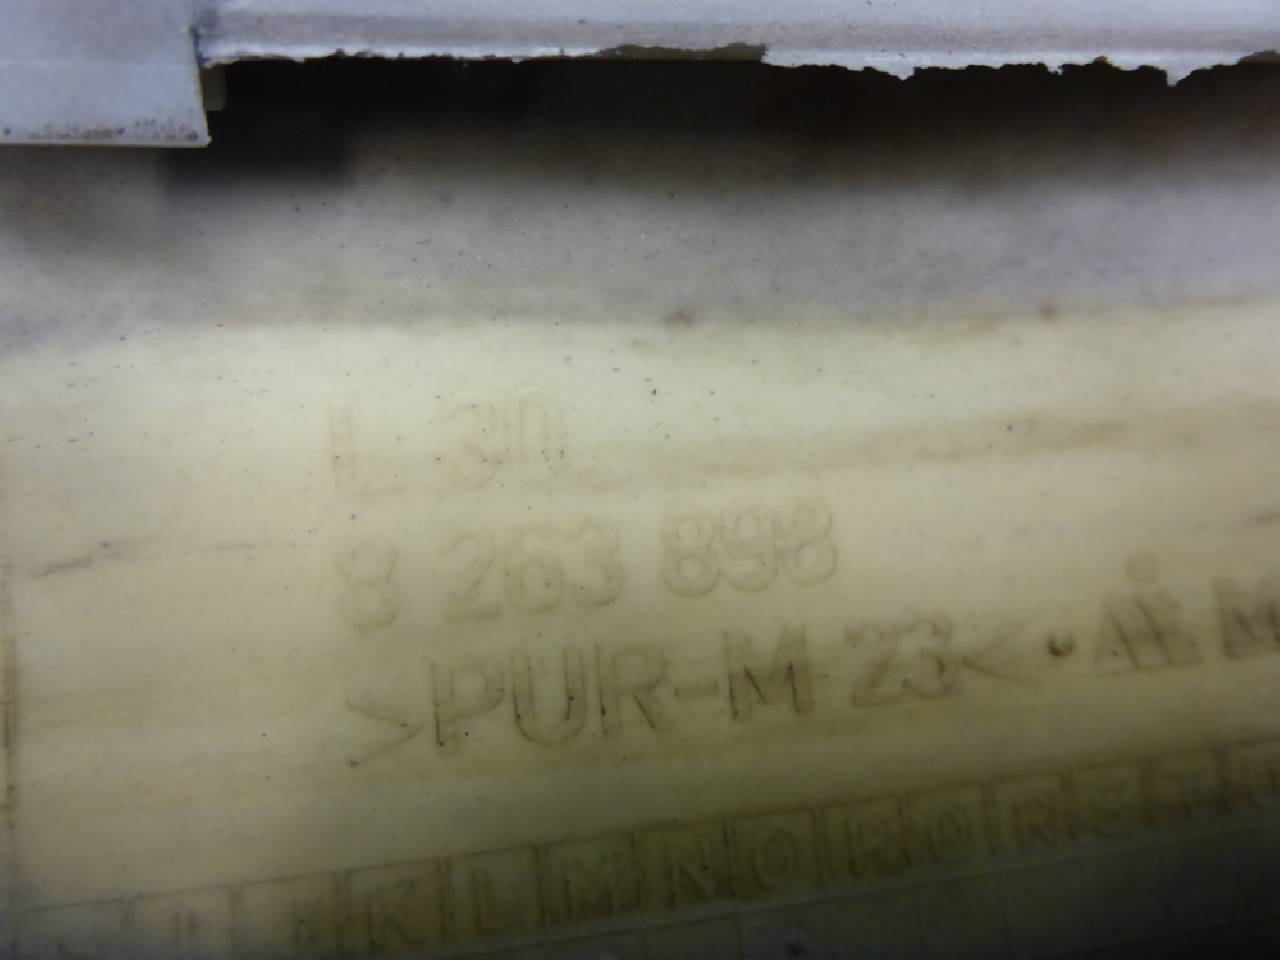 L 30
8 263 898
>PUR-M 23<
K L M N O P Q R S T